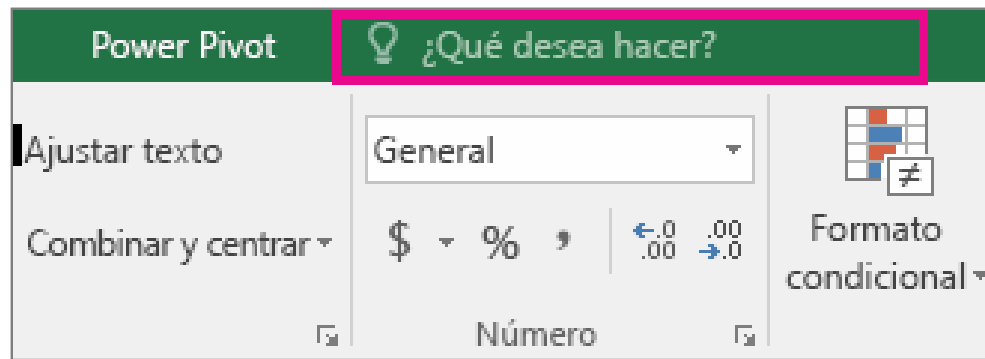 Power Pivot
¿Qué desea hacer?
Ajustar texto
General
Combinar y centrar
$ % , ←.0 .00 .00 →.0
Formato
condicional
Número